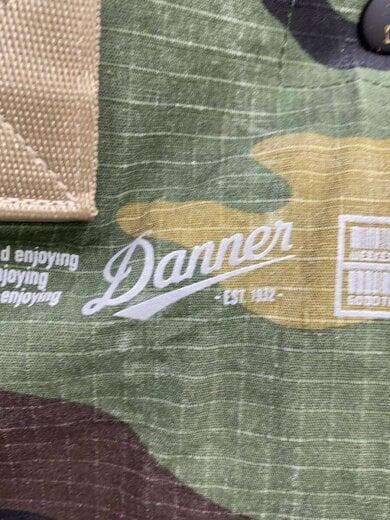 d enjoying
njoying
enjoying
Danner
- EST. 1932 -